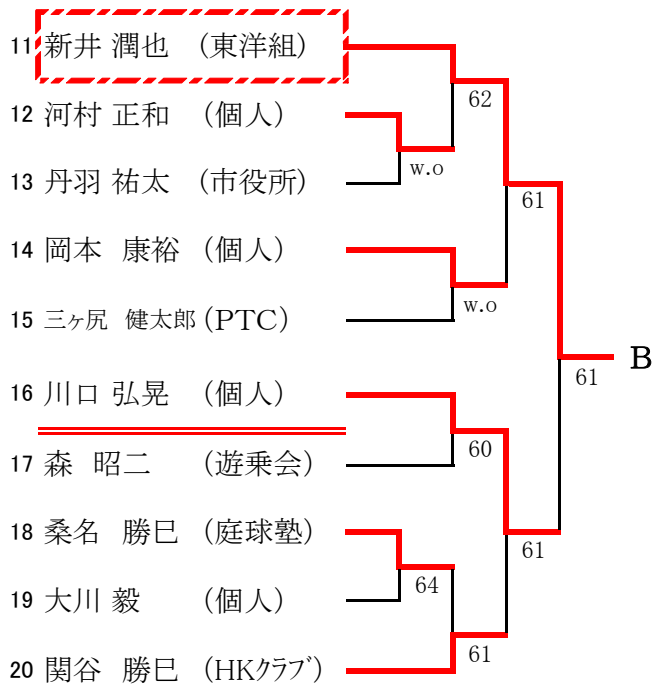 11 新井 潤也 (東洋組)
62
12 河村 正和 (個人)
w.o
13 丹羽 祐太 (市役所)
61
14 岡本 康裕 (個人)
w.o
15 三ヶ尻 健太郎 (PTC)
61 B
16 川口 弘晃 (個人)
60
17 森 昭二 (遊乗会)
18 桑名 勝巳 (庭球塾)
61
64
19 大川 毅 (個人)
61
20 関谷 勝巳 (HKクラブ)